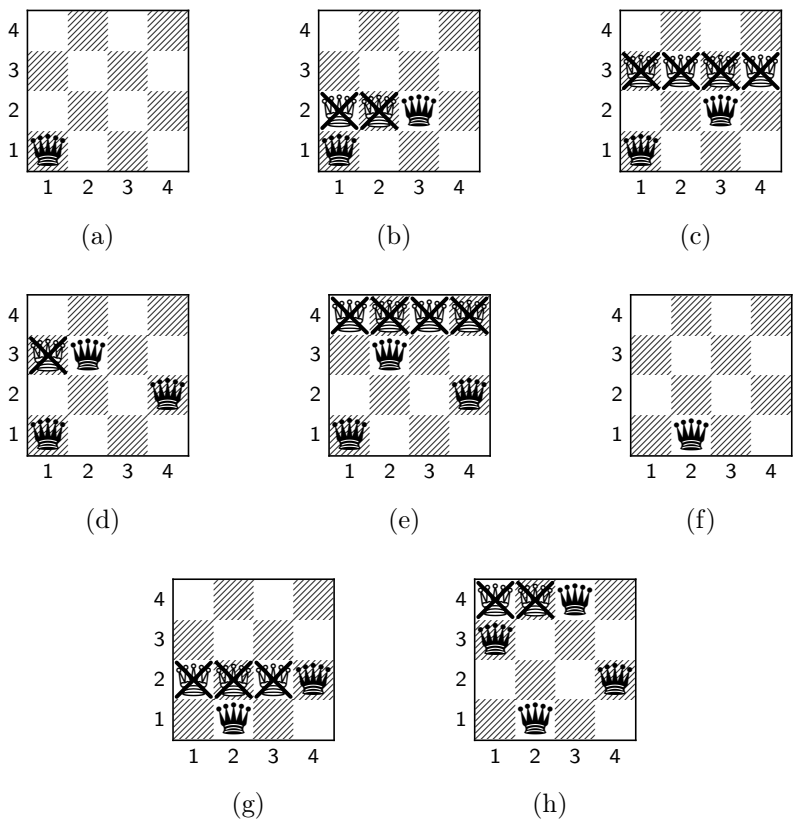 4 4 4
3 3 3
2 2 2
1 1 1
1 2 3 4 1 2 3 4 1 2 3 4
(a) (b) (c)
4 4 4
3 3 3
2 2 2
1 1 1
1 2 3 4 1 2 3 4 1 2 3 4
(d) (e) (f)
4 4
3 3
2 2
1 1
1 2 3 4 1 2 3 4
(g) (h)